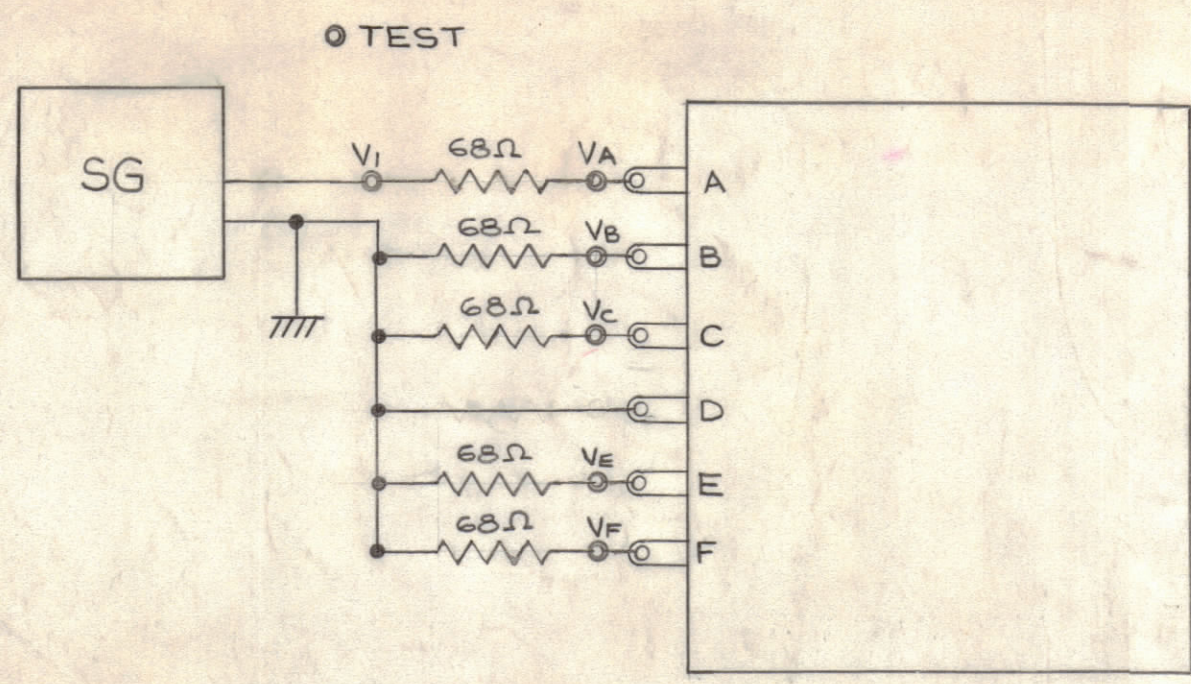 TEST
SG
V1 68Ω VA A
68Ω VB B
68Ω VC C
D
68Ω VE E
68Ω VF F